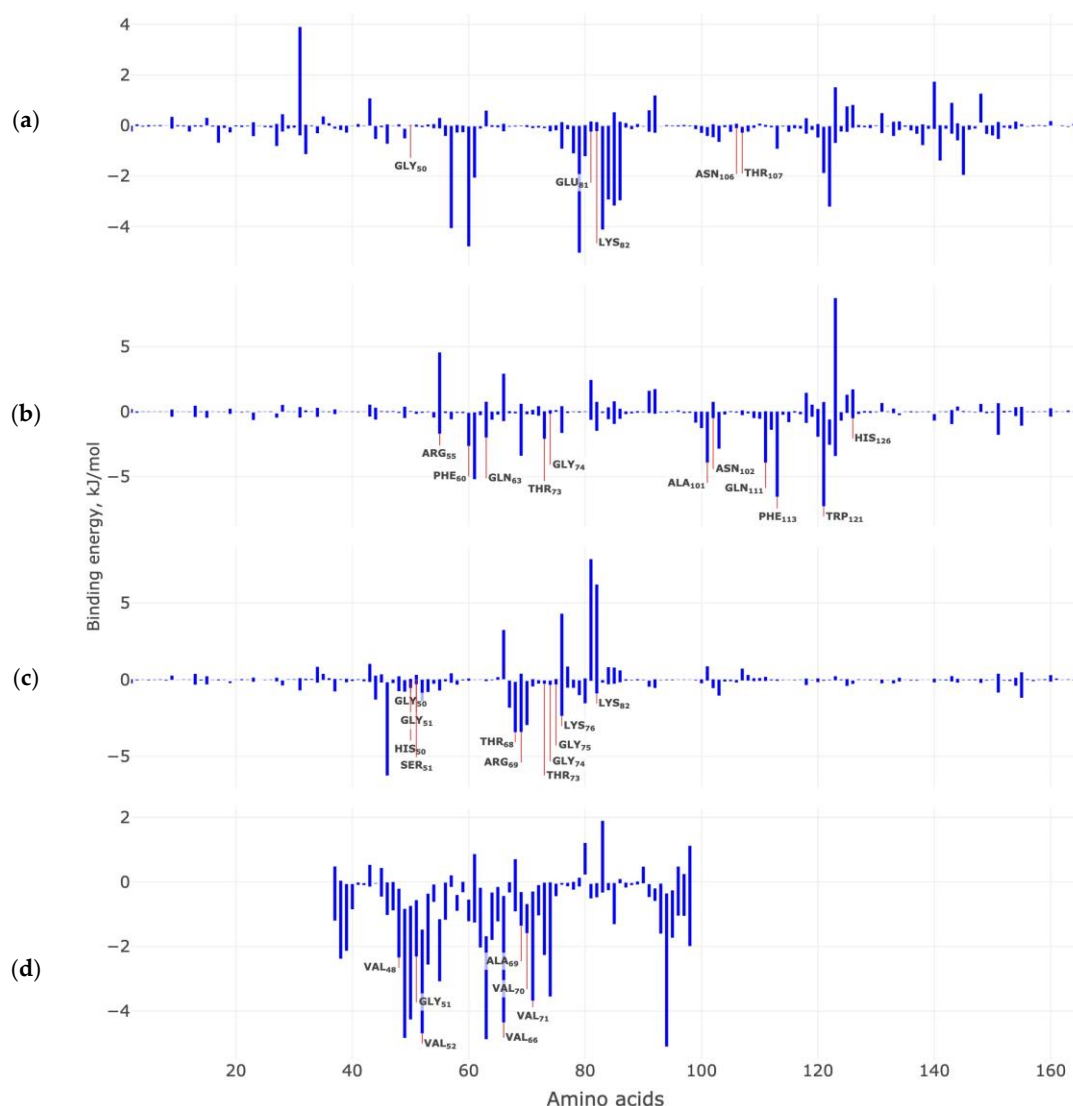 4
2
0
−2
−4
(a)
GLY50
GLU81
LYS82
ASN106
THR107
5
0
−5
(b)
ARG55
PHE60
GLN63
THR73
GLY74
ALA101
ASN102
GLN111
PHE113
TRP121
HIS126
Binding energy, kJ/mol
5
0
−5
(c)
GLY50
GLY51
HIS50
SER51
THR68
ARG69
THR73
GLY74
GLY75
LYS76
LYS82
2
0
−2
−4
(d)
VAL48
GLY51
VAL52
ALA69
VAL70
VAL71
VAL66
20 40 60 80 100 120 140 160
Amino acids